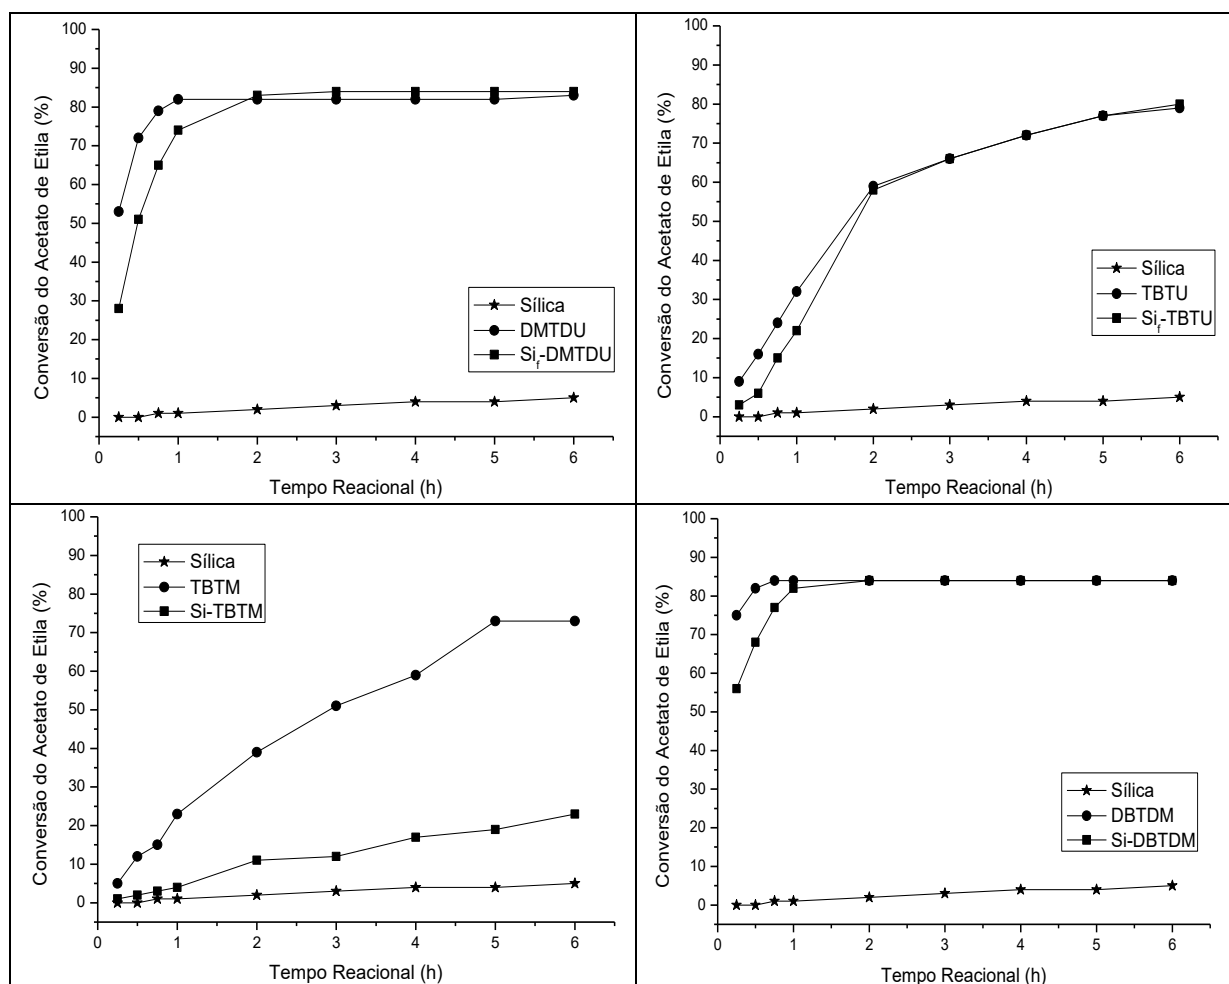 Conversão do Acetato de Etila (%)
100
90
80
70
60
50
40
30
20
10
0
Sílica
DMTDU
Si_f-DMTDU
0 1 2 3 4 5 6
Tempo Reacional (h)
Conversão do Acetato de Etila (%)
100
90
80
70
60
50
40
30
20
10
0
Sílica
TBTU
Si_f-TBTU
0 1 2 3 4 5 6
Tempo Reacional (h)
Conversão do Acetato de Etila (%)
100
90
80
70
60
50
40
30
20
10
0
Sílica
TBTM
Si-TBTM
0 1 2 3 4 5 6
Tempo Reacional (h)
Conversão do Acetato de Etila (%)
100
90
80
70
60
50
40
30
20
10
0
Sílica
DBTDM
Si-DBTDM
0 1 2 3 4 5 6
Tempo Reacional (h)